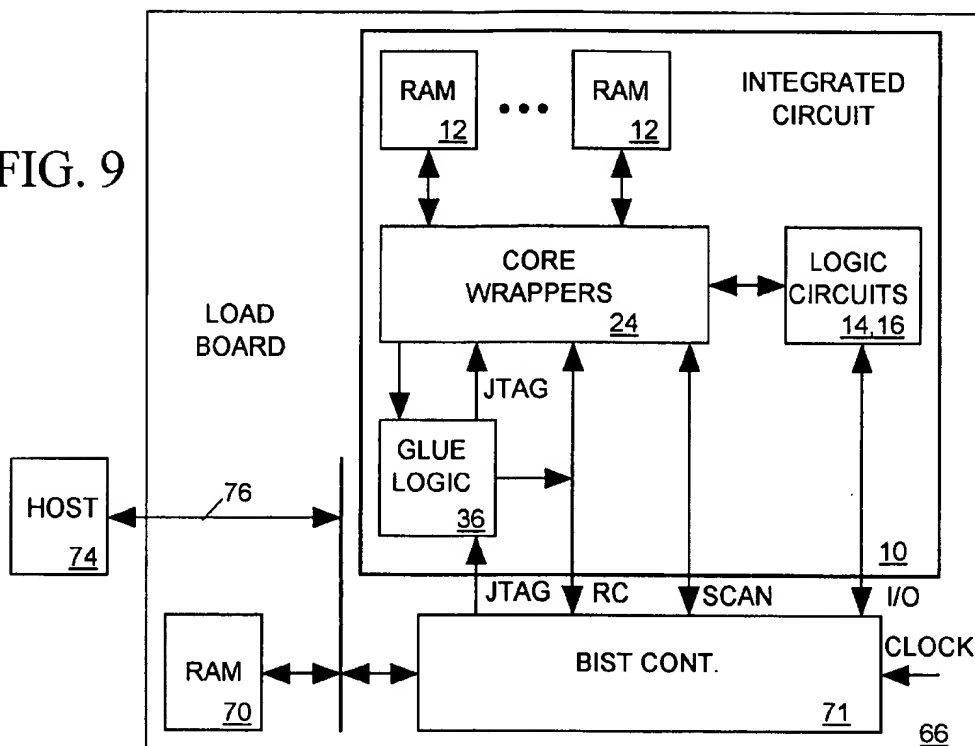 FIG. 9
INTEGRATED
CIRCUIT
RAM
12
RAM
12
CORE
WRAPPERS
24
LOGIC
CIRCUITS
14,16
LOAD
BOARD
JTAG
GLUE
LOGIC
36
HOST
74
76
10
JTAG
RC
SCAN
I/O
RAM
70
BIST CONT.
71
CLOCK
66